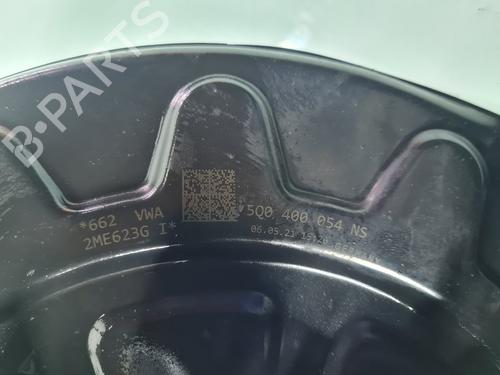 B-PARTS
*662 VWA
2ME623G I*
5Q0 400 054 NS
06.05.21